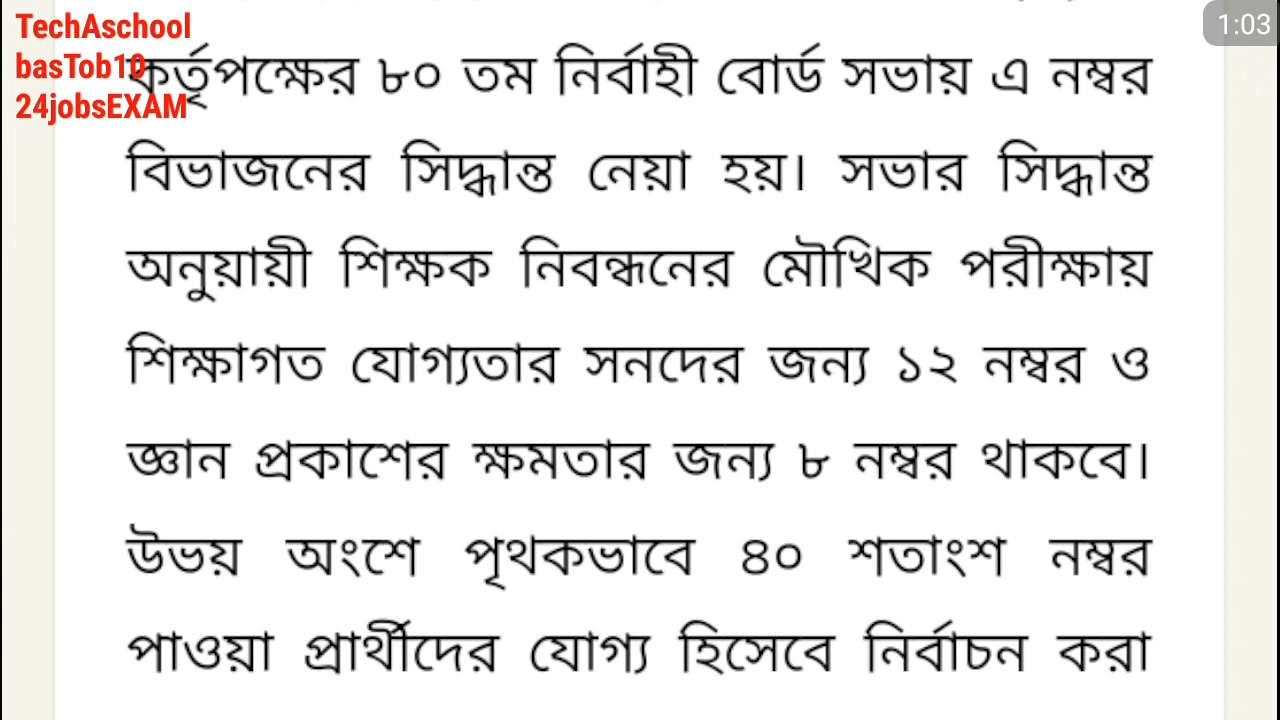 TechAschool
basTob10
24jobsEXAM
1:03
কর্তৃপক্ষের ৮০ তম নির্বাহী বোর্ড সভায় এ নম্বর
বিভাজনের সিদ্ধান্ত নেয়া হয়। সভার সিদ্ধান্ত
অনুয়ায়ী শিক্ষক নিবন্ধনের মৌখিক পরীক্ষায়
শিক্ষাগত যোগ্যতার সনদের জন্য ১২ নম্বর ও
জ্ঞান প্রকাশের ক্ষমতার জন্য ৮ নম্বর থাকবে।
উভয় অংশে পৃথকভাবে ৪০ শতাংশ নম্বর
পাওয়া প্রার্থীদের যোগ্য হিসেবে নির্বাচন করা